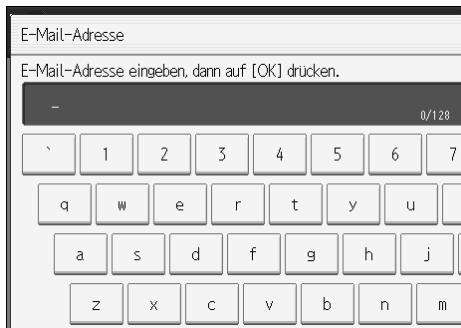 E-Mail-Adresse
E-Mail-Adresse eingeben, dann auf [OK] drücken.
_
0/128
` 1 2 3 4 5 6 7
q w e r t y u
a s d f g h j
z x c v b n m